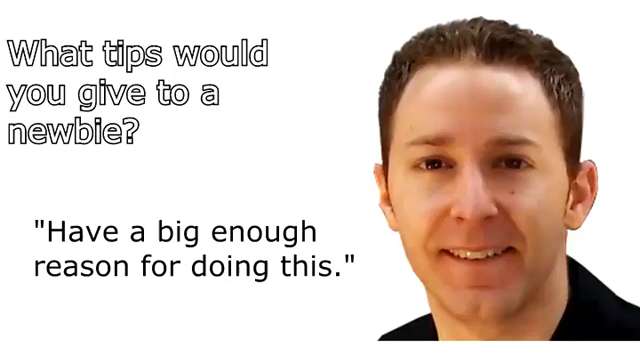 What tips would
you give to a
newbie?
"Have a big enough
reason for doing this."